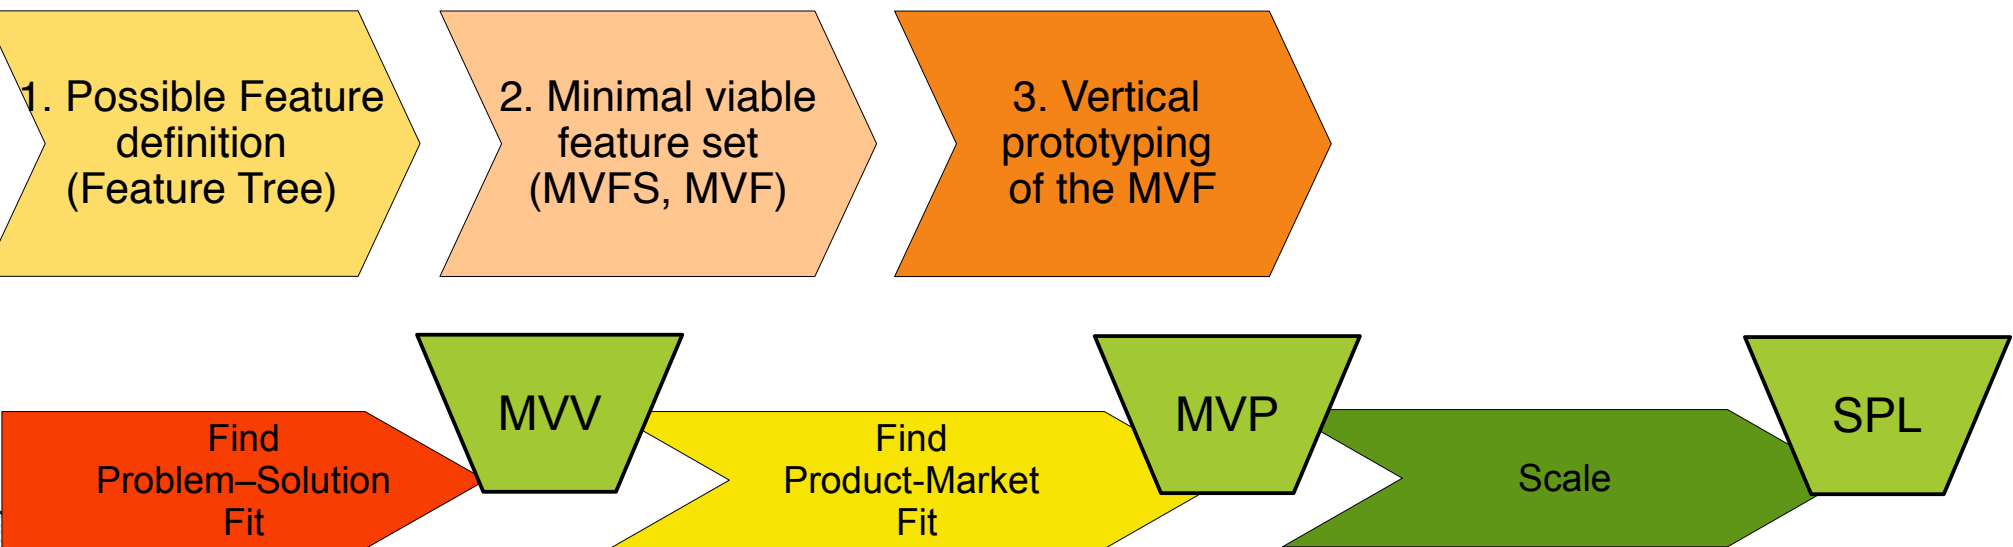 1. Possible Feature
definition
(Feature Tree)
2. Minimal viable
feature set
(MVFS, MVF)
3. Vertical
prototyping
of the MVF
MVV
MVP
SPL
Find
Problem–Solution
Fit
Find
Product-Market
Fit
Scale